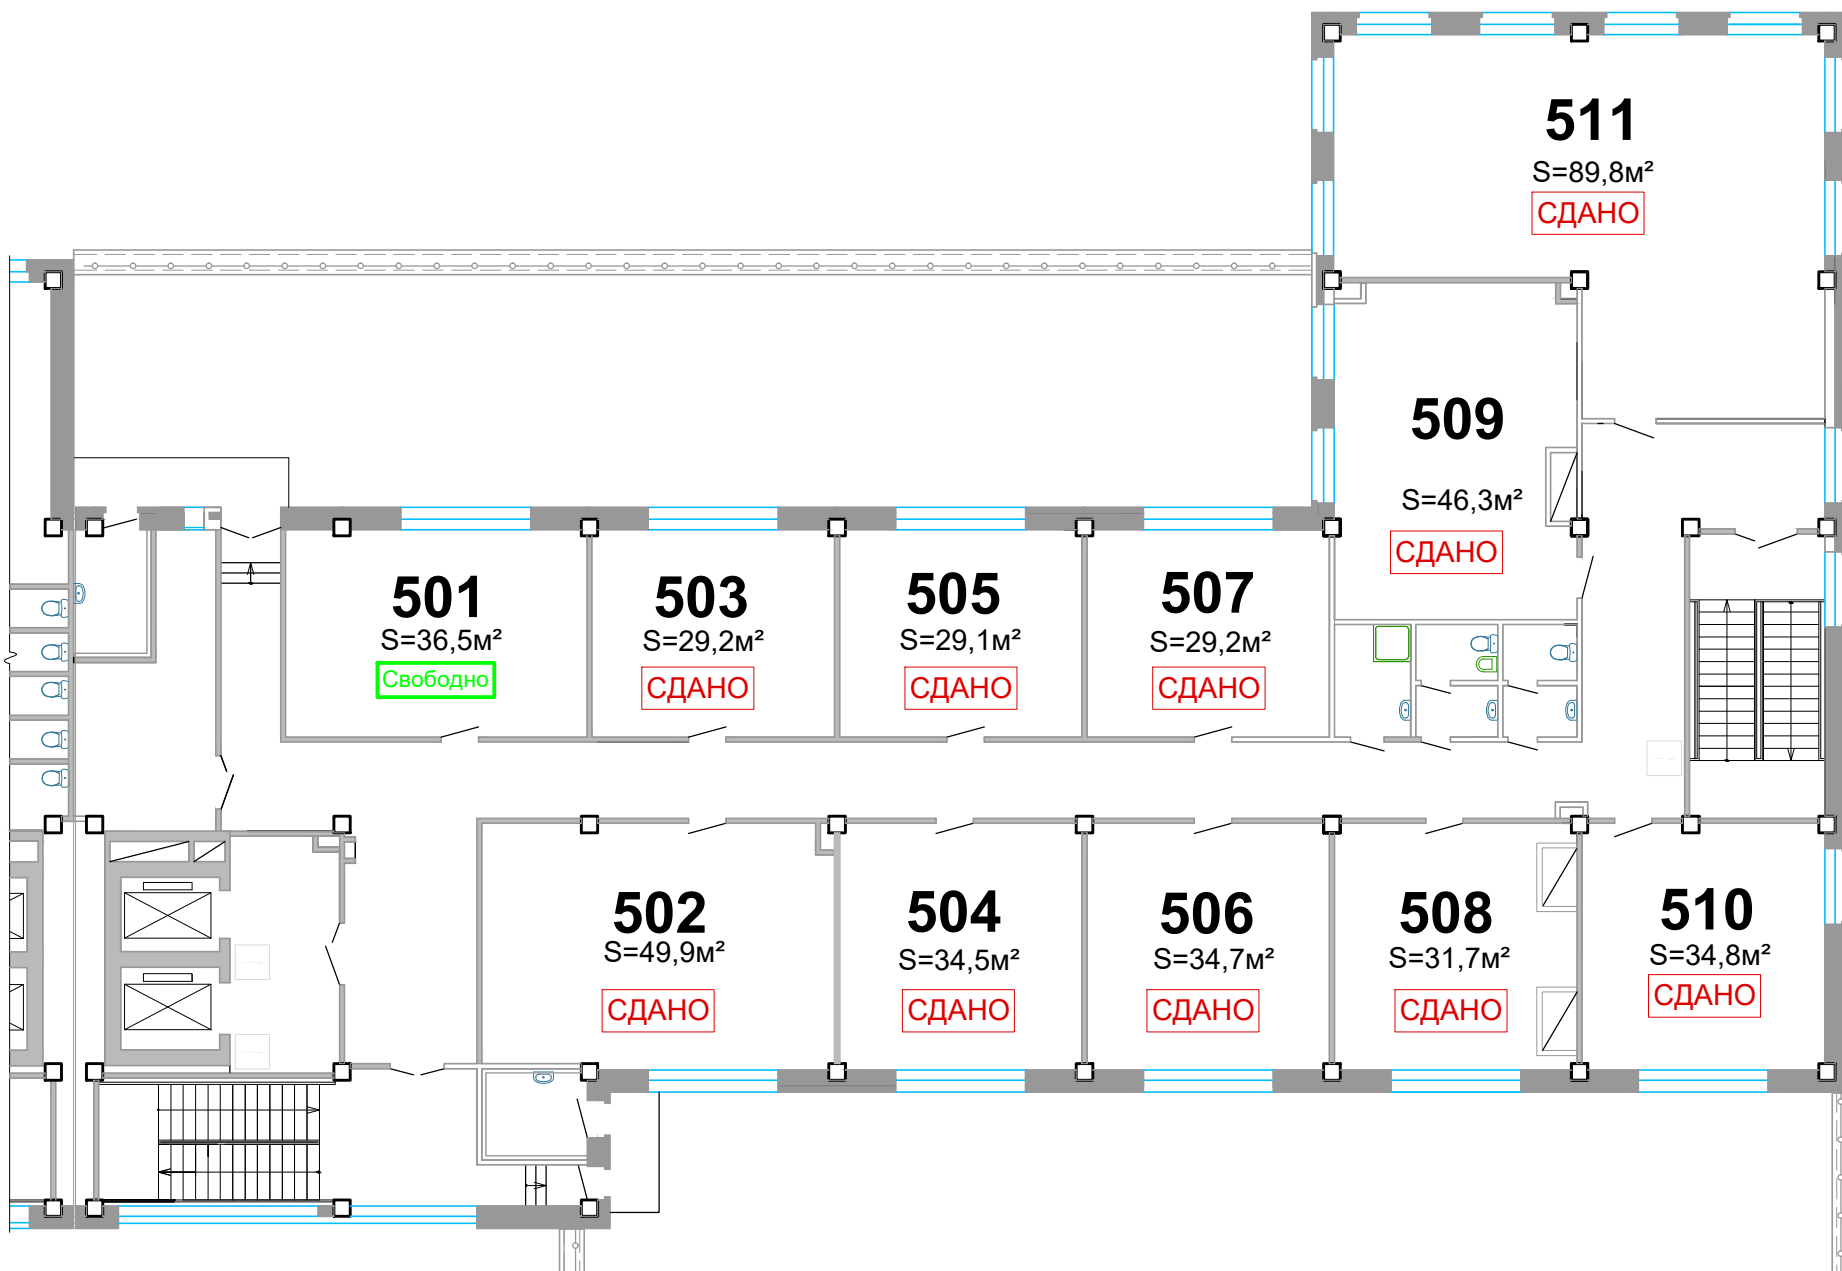 511
S=89,8м²
СДАНО
509
S=46,3м²
СДАНО
501
S=36,5м²
Свободно
503
S=29,2м²
СДАНО
505
S=29,1м²
СДАНО
507
S=29,2м²
СДАНО
502
S=49,9м²
СДАНО
504
S=34,5м²
СДАНО
506
S=34,7м²
СДАНО
508
S=31,7м²
СДАНО
510
S=34,8м²
СДАНО